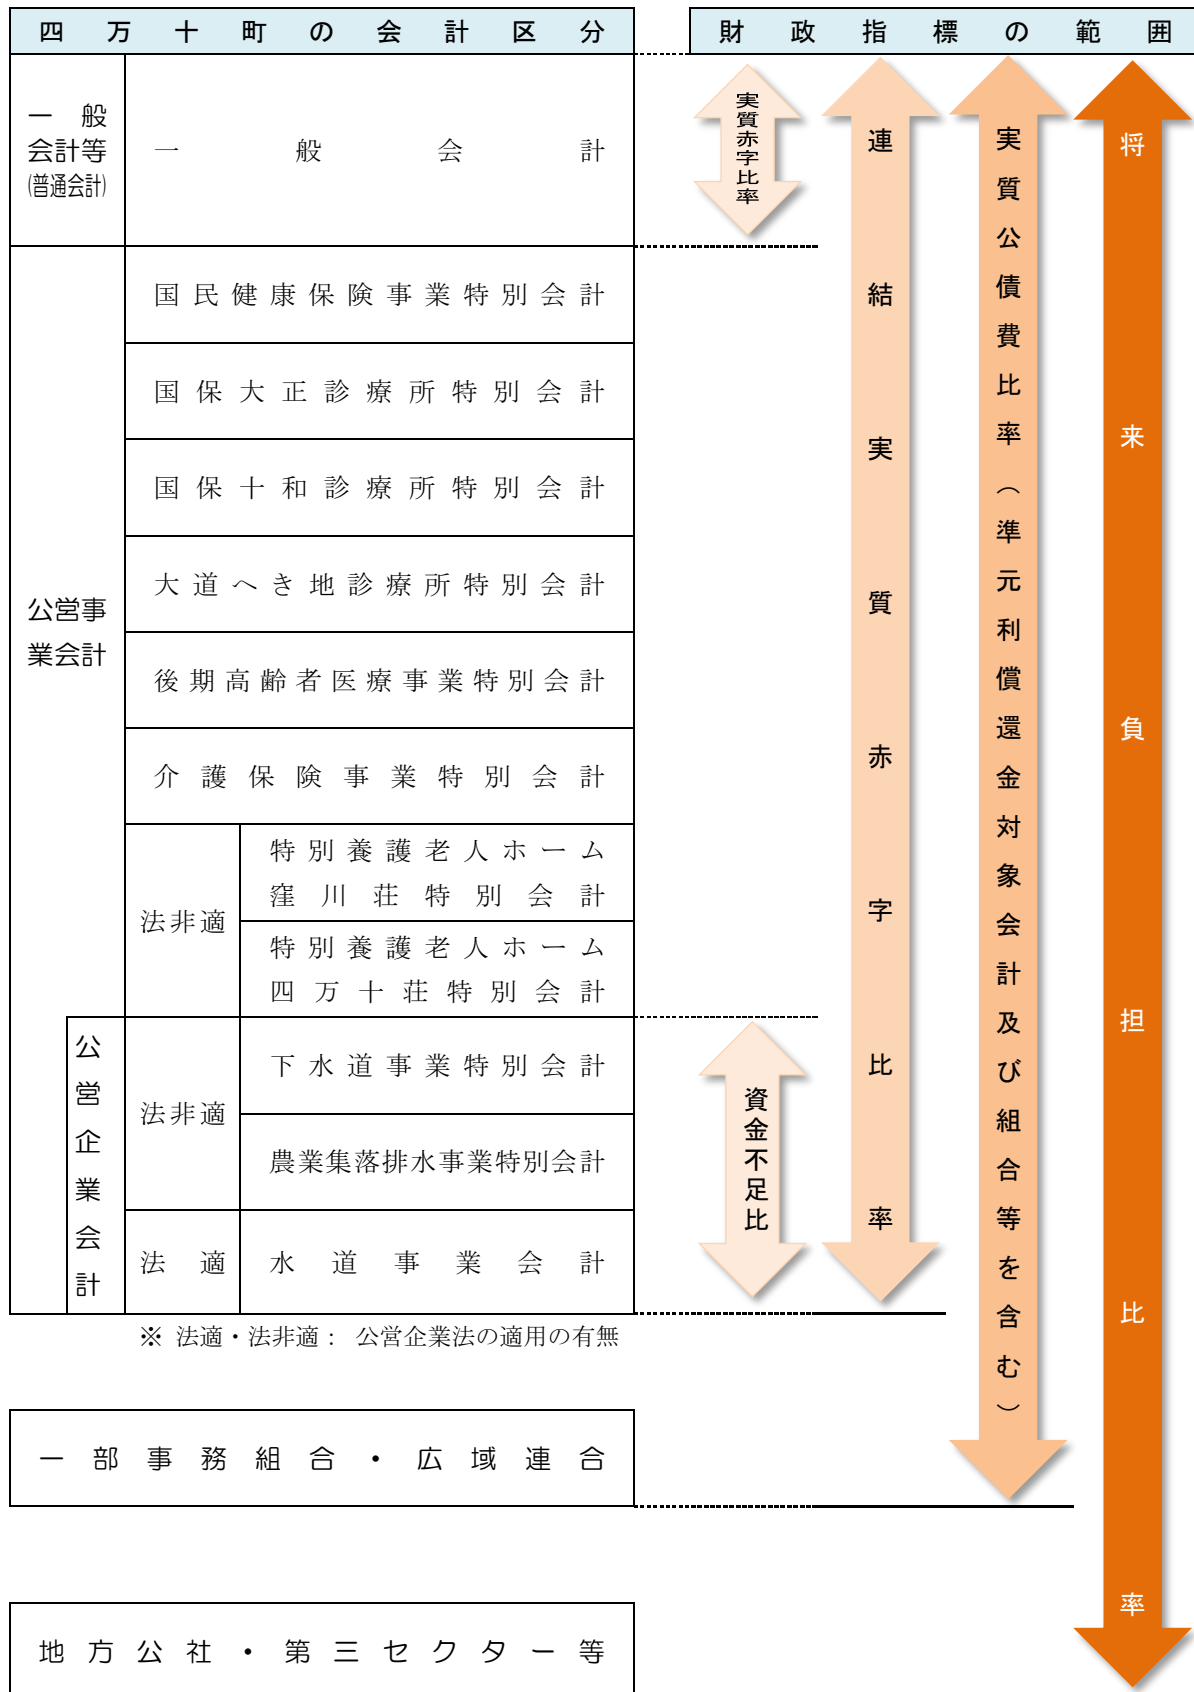 四万十町の会計区分
財政指標の範囲
一般
会計等
(普通会計)
一般会計
実質赤字比率
連結実質赤字比率
実質公債費比率（準元利償還金対象会計及び組合等を含む）
将来負担比率
公営事
業会計
国民健康保険事業特別会計
国保大正診療所特別会計
国保十和診療所特別会計
大道へき地診療所特別会計
後期高齢者医療事業特別会計
介護保険事業特別会計
法非適
特別養護老人ホーム
窪川荘特別会計
特別養護老人ホーム
四万十荘特別会計
公営企業会計
法非適
下水道事業特別会計
農業集落排水事業特別会計
法適
水道事業会計
資金不足比
※ 法適・法非適： 公営企業法の適用の有無
一部事務組合・広域連合
地方公社・第三セクター等